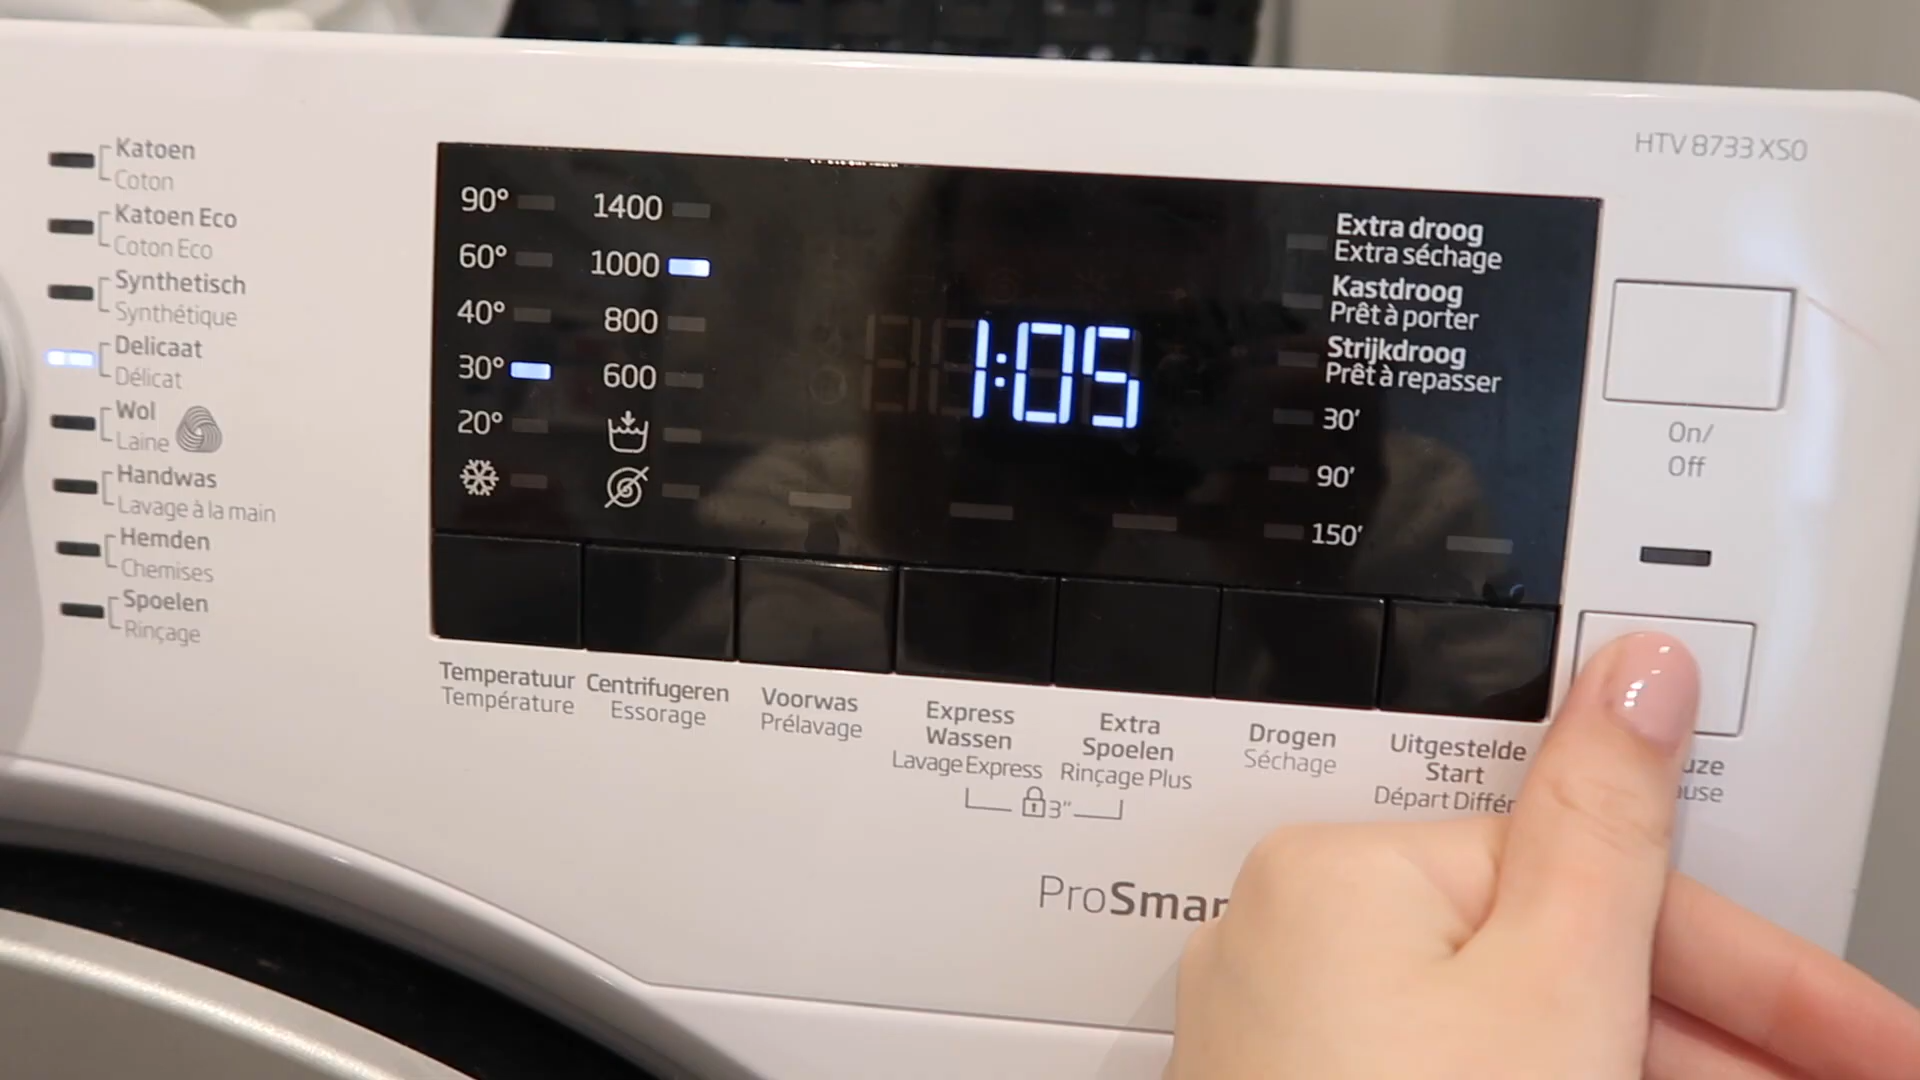 HTV 8733 XS0
Katoen
Coton
Katoen Eco
Coton Eco
Synthetisch
Synthétique
Delicaat
Délicat
Wol
Laine
Handwas
Lavage à la main
Hemden
Chemises
Spoelen
Rinçage
90°
60°
40°
30°
20°
1400
1000
800
600
1:05
Extra droog
Extra séchage
Kastdroog
Prêt à porter
Strijkdroog
Prêt à repasser
30'
90'
150'
On/
Off
Temperatuur
Température
Centrifugeren
Essorage
Voorwas
Prélavage
Express
Wassen
Lavage Express
Extra
Spoelen
Rinçage Plus
3"
Drogen
Séchage
Uitgestelde
Start
Départ Différ
uze
use
ProSmar